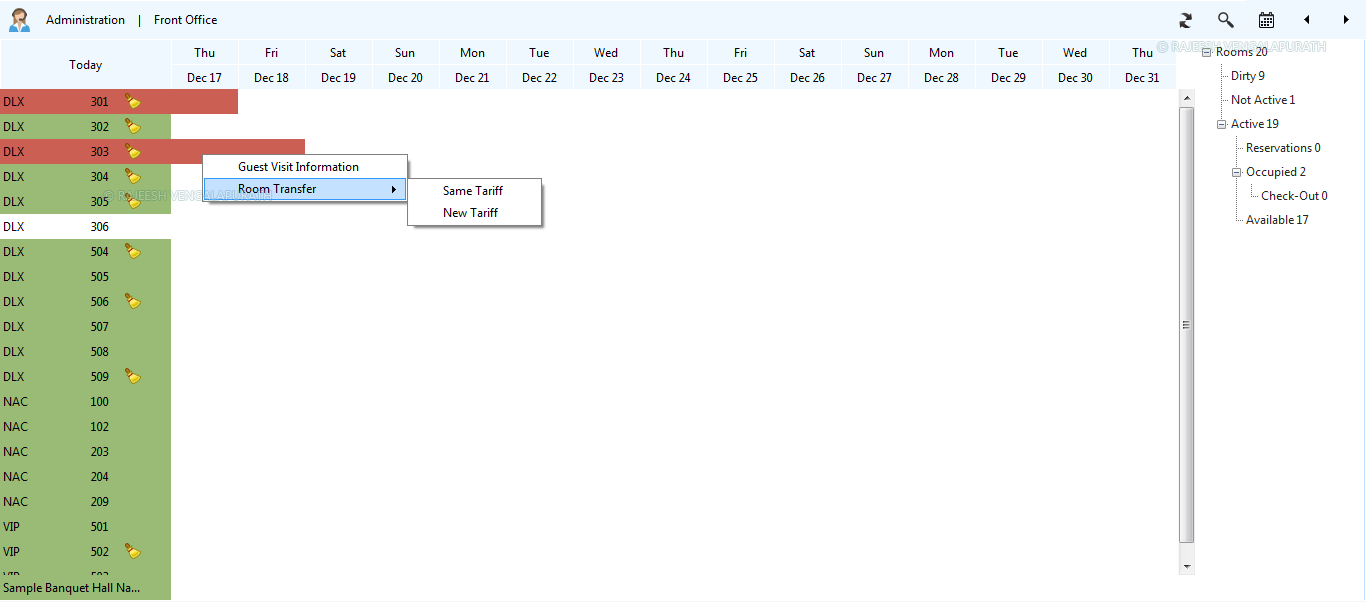 Administration | Front Office
Today
Thu Fri Sat Sun Mon Tue Wed Thu Fri Sat Sun Mon Tue Wed Thu
Dec 17 Dec 18 Dec 19 Dec 20 Dec 21 Dec 22 Dec 23 Dec 24 Dec 25 Dec 26 Dec 27 Dec 28 Dec 29 Dec 30 Dec 31
DLX 301
DLX 302
DLX 303
DLX 304
DLX 305
DLX 306
DLX 504
DLX 505
DLX 506
DLX 507
DLX 508
DLX 509
NAC 100
NAC 102
NAC 203
NAC 204
NAC 209
VIP 501
VIP 502
VIP 503
Sample Banquet Hall Na...
Guest Visit Information
Room Transfer
Same Tariff
New Tariff
© RAJEESH VENGALAPURATH
© RAJEESH VENGALAPURATH
Rooms 20
Dirty 9
Not Active 1
Active 19
Reservations 0
Occupied 2
Check-Out 0
Available 17